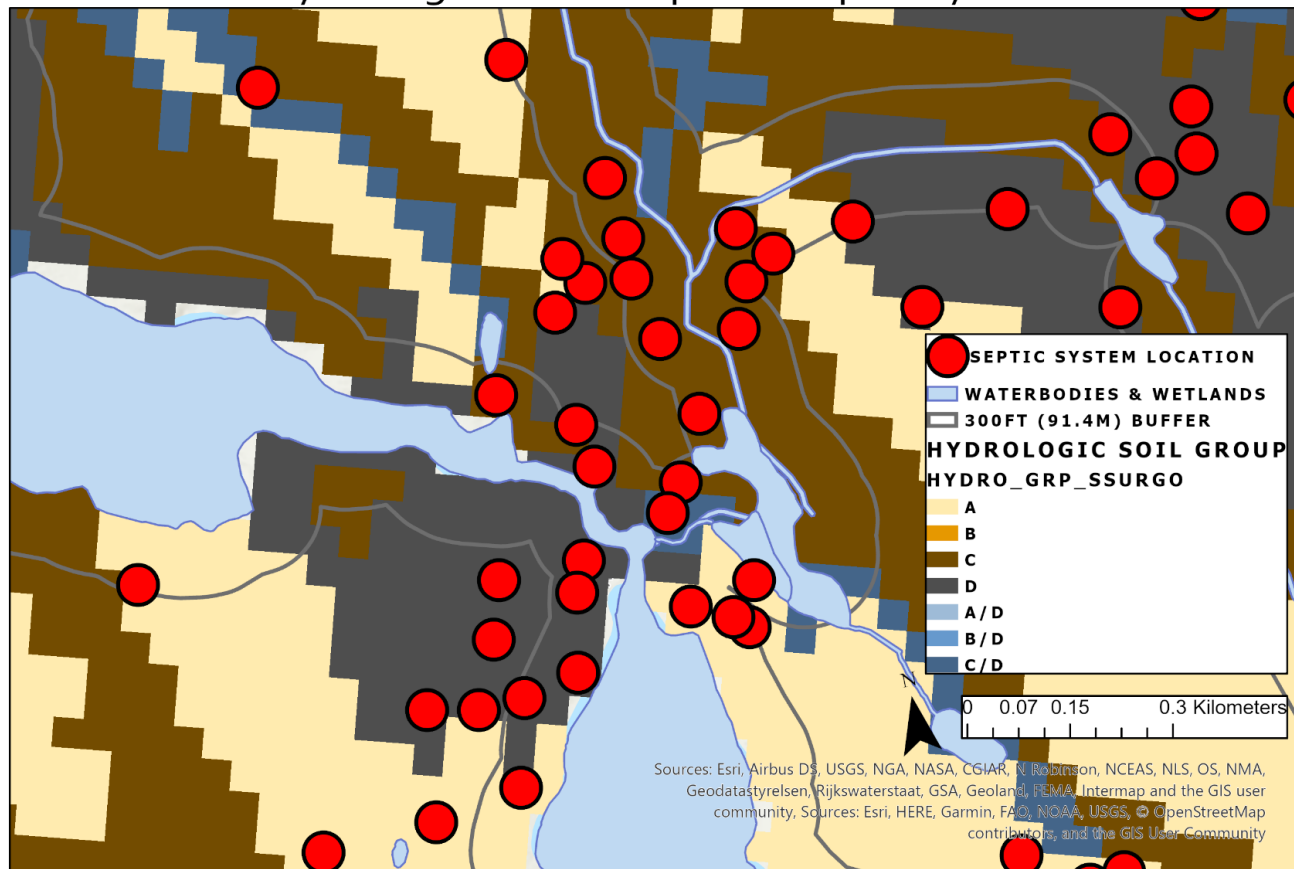 SEPTIC SYSTEM LOCATION
WATERBODIES & WETLANDS
300FT (91.4M) BUFFER
HYDROLOGIC SOIL GROUP
HYDRO_GRP_SSURGO
A
B
C
D
A/D
B/D
C/D
N
0 0.07 0.15 0.3 Kilometers
Sources: Esri, Airbus DS, USGS, NGA, NASA, CGIAR, N Robinson, NCEAS, NLS, OS, NMA,
Geodatastyrelsen, Rijkswaterstaat, GSA, Geoland, FEMA, Intermap and the GIS user
community, Sources: Esri, HERE, Garmin, FAO, NOAA, USGS, © OpenStreetMap
contributors, and the GIS User Community